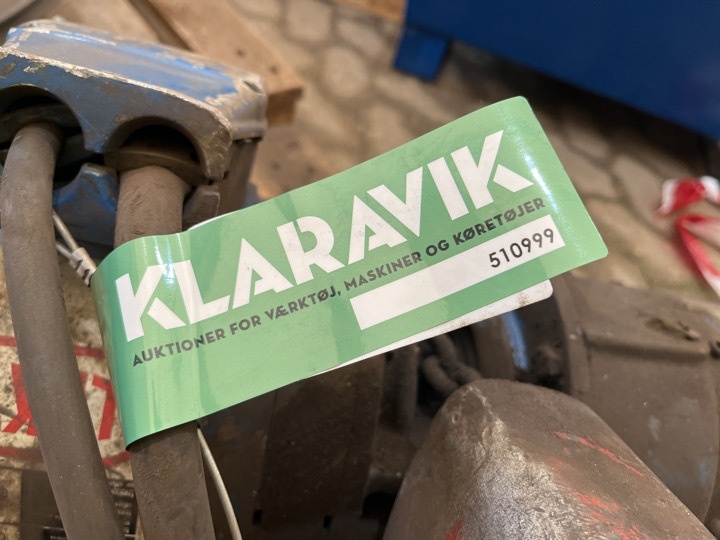 KLARAVIK
AUKTIONER FOR VÆRKTØJ, MASKINER OG KØRETØJER
510999